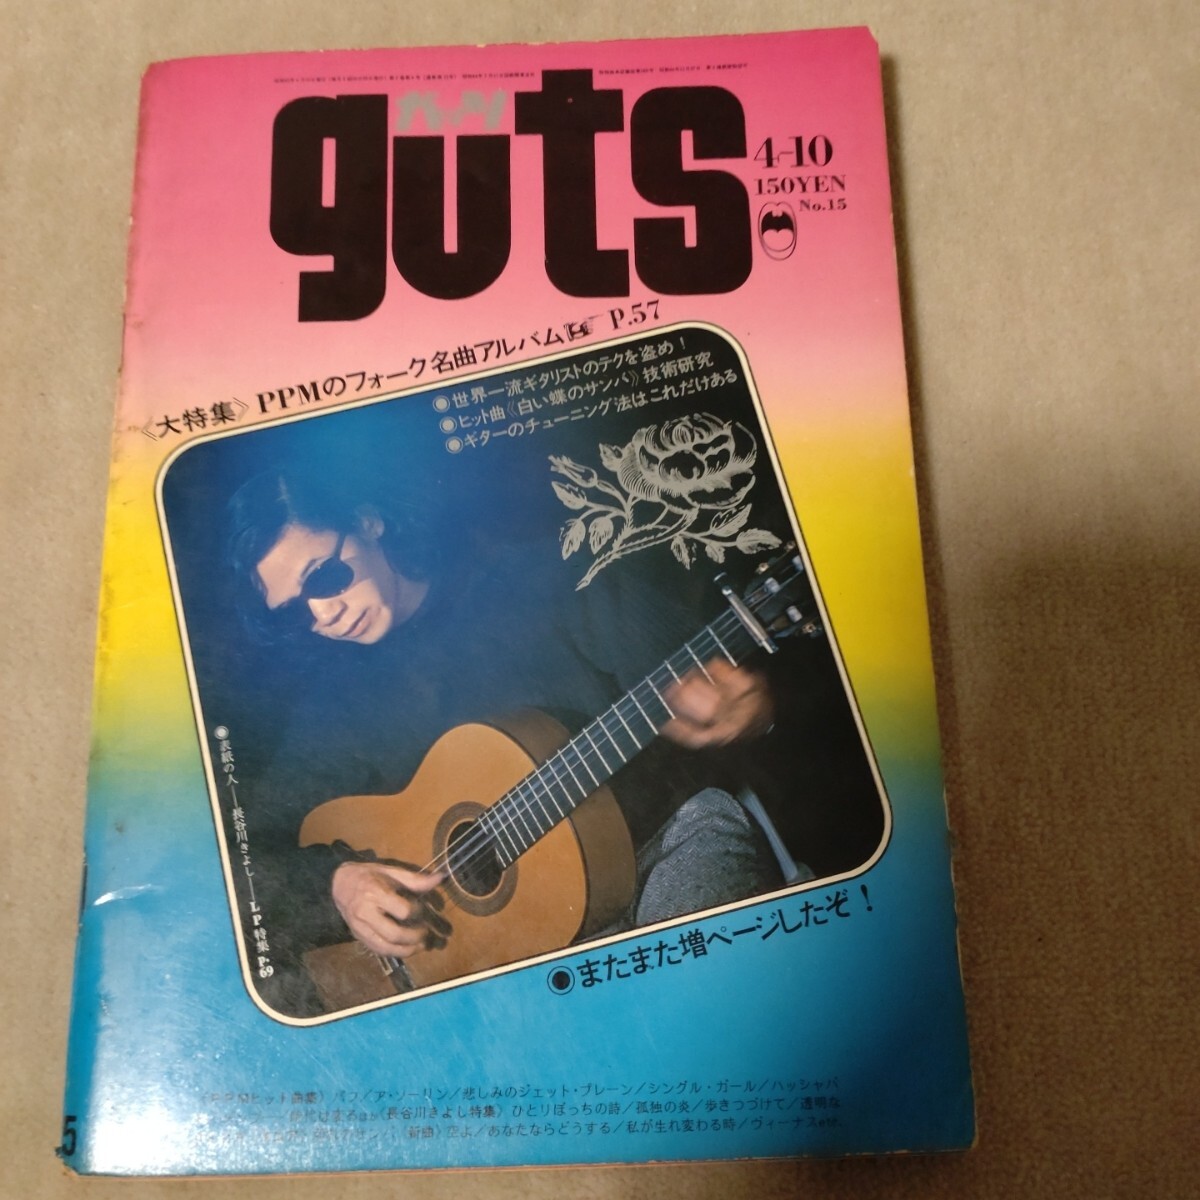 guts
ガッツ
4-10
150YEN
No.15
《大特集》PPMのフォーク名曲アルバム P.57
●世界一流ギタリストのテクを盗め!
●ヒット曲《白い蝶のサンバ》技術研究
●ギターのチューニング法はこれだけある
●表紙の人——長谷川きよし——LP特集 P.69
●またまた増ページしたぞ!
パフ/ア・ソーリン/悲しみのジェット・プレーン/シングル・ガール/ハッシャバ
《長谷川きよし特集》ひとりぼっちの詩/孤独の炎/歩きつづけて/透明な
《新曲》空よ/あなたならどうする/私が生れ変わる時/ヴィーナス
5